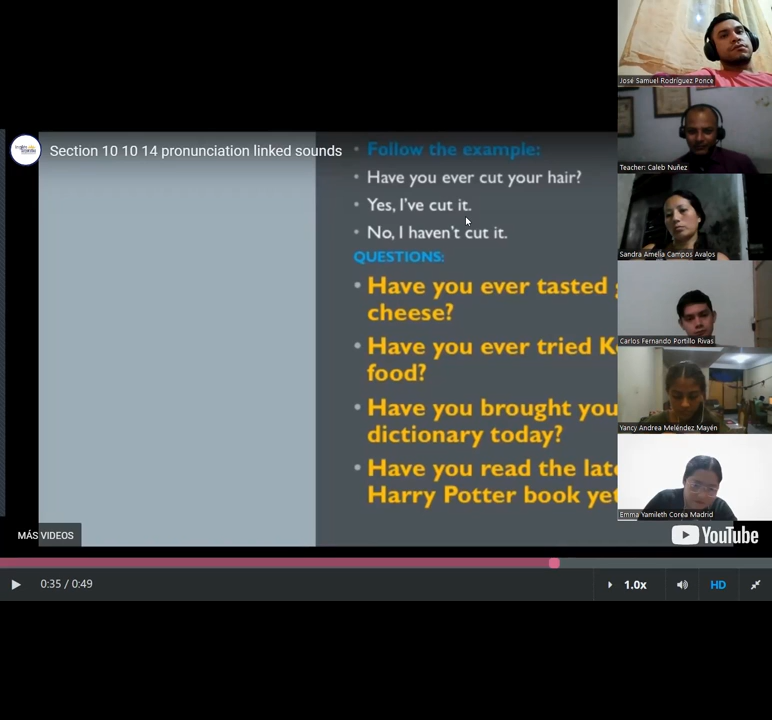 Section 10 10 14 pronunciation linked sounds
• Follow the example:
• Have you ever cut your hair?
• Yes, I've cut it.
• No, I haven't cut it.
QUESTIONS:
• Have you ever tasted
cheese?
• Have you ever tried
food?
• Have you brought
dictionary today?
• Have you read the
Harry Potter book
MÁS VIDEOS
YouTube
0:35 / 0:49
1.0x
HD
José Samuel Rodríguez Ponce
Teacher: Caleb Nuñez
Sandra Amelia Campos Avalos
Carlos Fernando Portillo Rivas
Yancy Andrea Meléndez Mayén
Emma Yamileth Corea Madrid